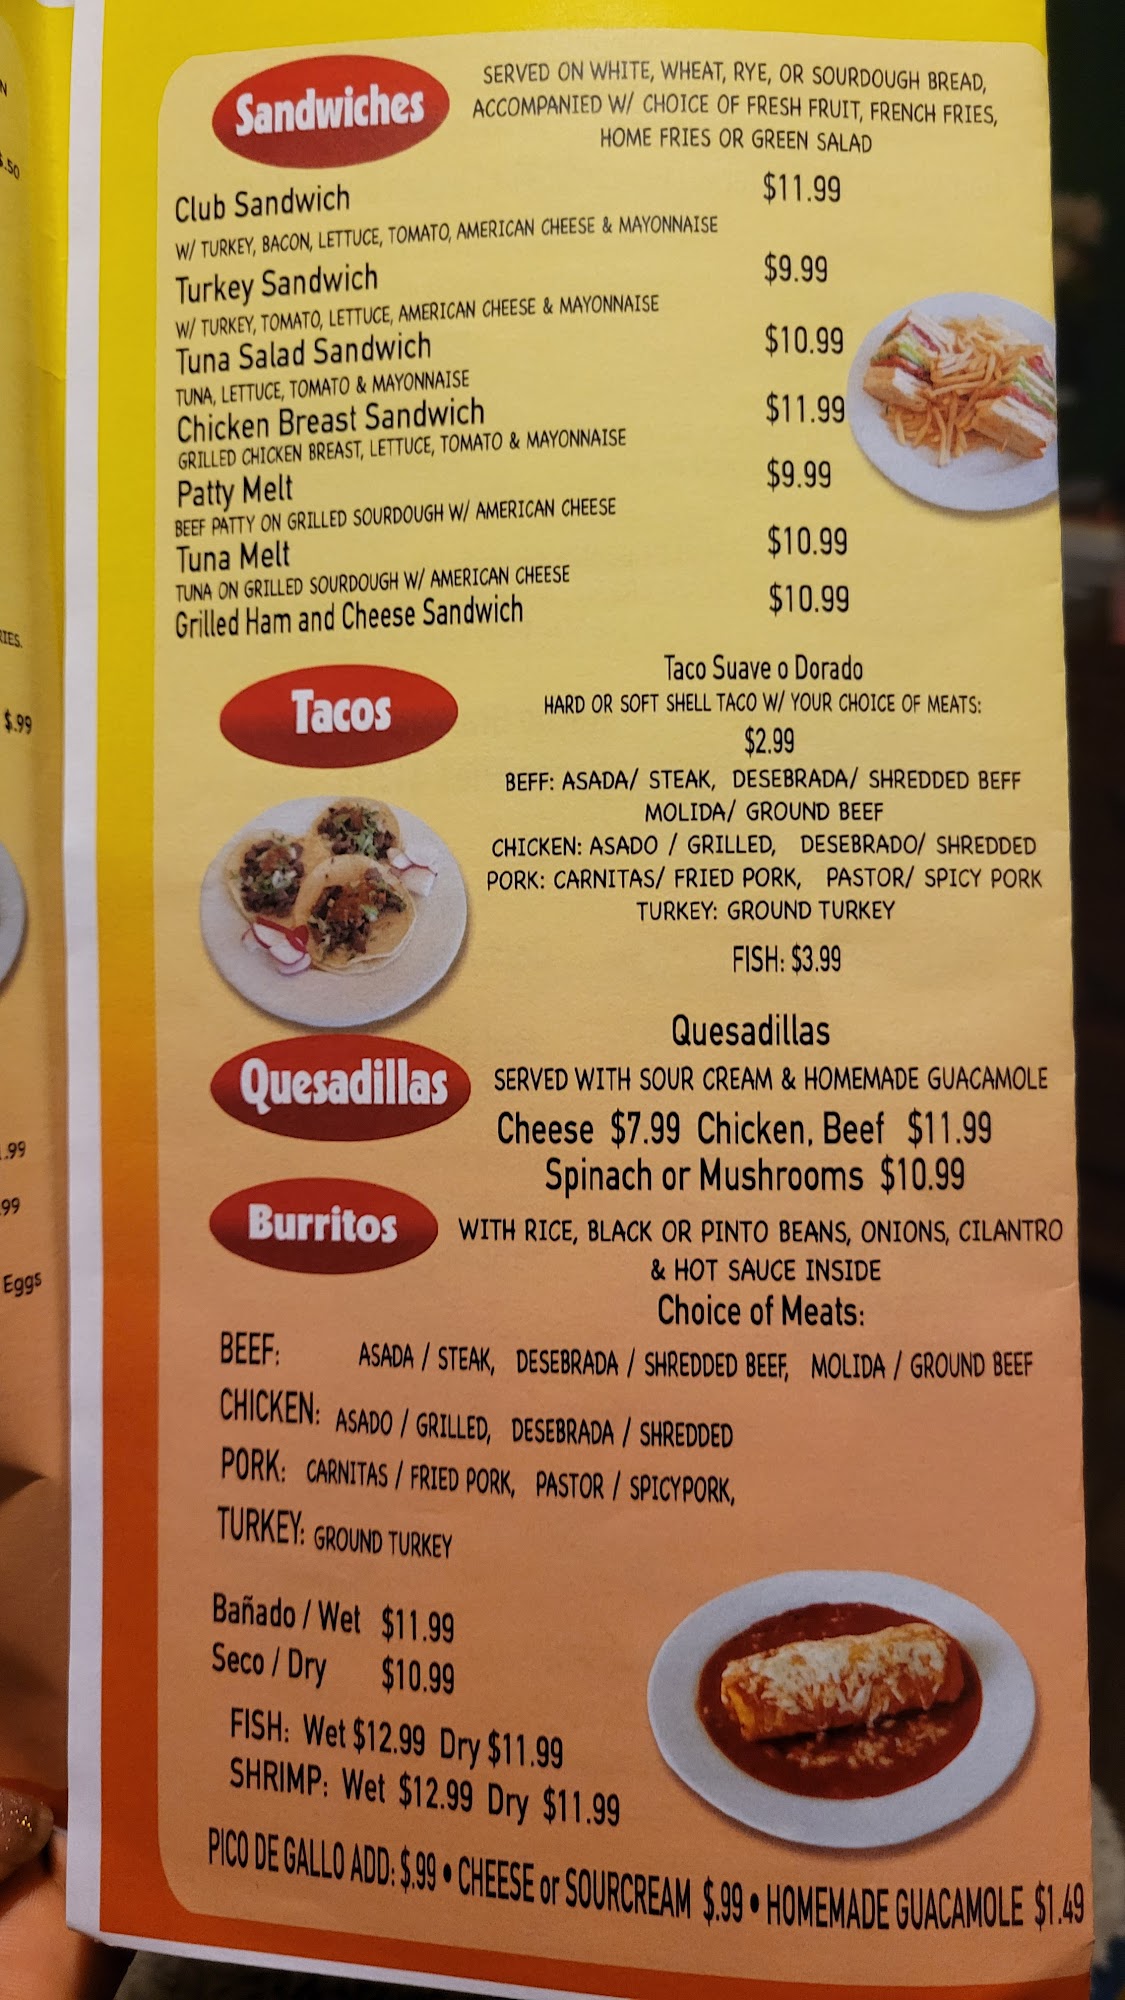 Sandwiches
SERVED ON WHITE, WHEAT, RYE, OR SOURDOUGH BREAD,
ACCOMPANIED W/ CHOICE OF FRESH FRUIT, FRENCH FRIES,
HOME FRIES OR GREEN SALAD
Club Sandwich $11.99
W/ TURKEY, BACON, LETTUCE, TOMATO, AMERICAN CHEESE & MAYONNAISE
Turkey Sandwich $9.99
W/ TURKEY, TOMATO, LETTUCE, AMERICAN CHEESE & MAYONNAISE
Tuna Salad Sandwich $10.99
TUNA, LETTUCE, TOMATO & MAYONNAISE
Chicken Breast Sandwich $11.99
GRILLED CHICKEN BREAST, LETTUCE, TOMATO & MAYONNAISE
Patty Melt $9.99
BEEF PATTY ON GRILLED SOURDOUGH W/ AMERICAN CHEESE
Tuna Melt $10.99
TUNA ON GRILLED SOURDOUGH W/ AMERICAN CHEESE
Grilled Ham and Cheese Sandwich $10.99
Tacos
Taco Suave o Dorado
HARD OR SOFT SHELL TACO W/ YOUR CHOICE OF MEATS:
$2.99
BEFF: ASADA/ STEAK, DESEBRADA/ SHREDDED BEFF
MOLIDA/ GROUND BEEF
CHICKEN: ASADO / GRILLED, DESEBRADO/ SHREDDED
PORK: CARNITAS/ FRIED PORK, PASTOR/ SPICY PORK
TURKEY: GROUND TURKEY
FISH: $3.99
Quesadillas
Quesadillas
SERVED WITH SOUR CREAM & HOMEMADE GUACAMOLE
Cheese $7.99 Chicken, Beef $11.99
Spinach or Mushrooms $10.99
Burritos
WITH RICE, BLACK OR PINTO BEANS, ONIONS, CILANTRO
& HOT SAUCE INSIDE
Choice of Meats:
BEEF: ASADA / STEAK, DESEBRADA / SHREDDED BEEF, MOLIDA / GROUND BEEF
CHICKEN: ASADO / GRILLED, DESEBRADA / SHREDDED
PORK: CARNITAS / FRIED PORK, PASTOR / SPICYPORK,
TURKEY: GROUND TURKEY
Bañado / Wet $11.99
Seco / Dry $10.99
FISH: Wet $12.99 Dry $11.99
SHRIMP: Wet $12.99 Dry $11.99
PICO DE GALLO ADD: $.99 • CHEESE or SOURCREAM $.99 • HOMEMADE GUACAMOLE $1.49
$.99
Eggs